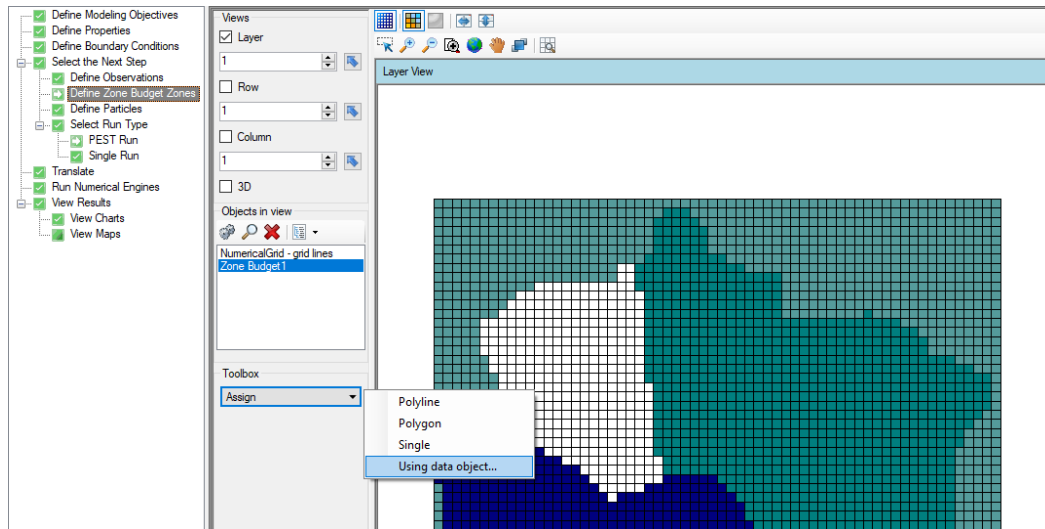 Define Modeling Objectives
Define Properties
Define Boundary Conditions
Select the Next Step
Define Observations
Define Zone Budget Zones
Define Particles
Select Run Type
PEST Run
Single Run
Translate
Run Numerical Engines
View Results
View Charts
View Maps
Views
Layer
1
Row
1
Column
1
3D
Objects in view
NumericalGrid - grid lines
Zone Budget1
Toolbox
Assign
Layer View
Polyline
Polygon
Single
Using data object...